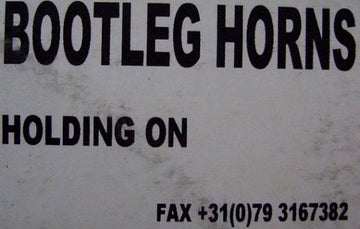 BOOTLEG HORNS
HOLDING ON
FAX +31(0)79 3167382